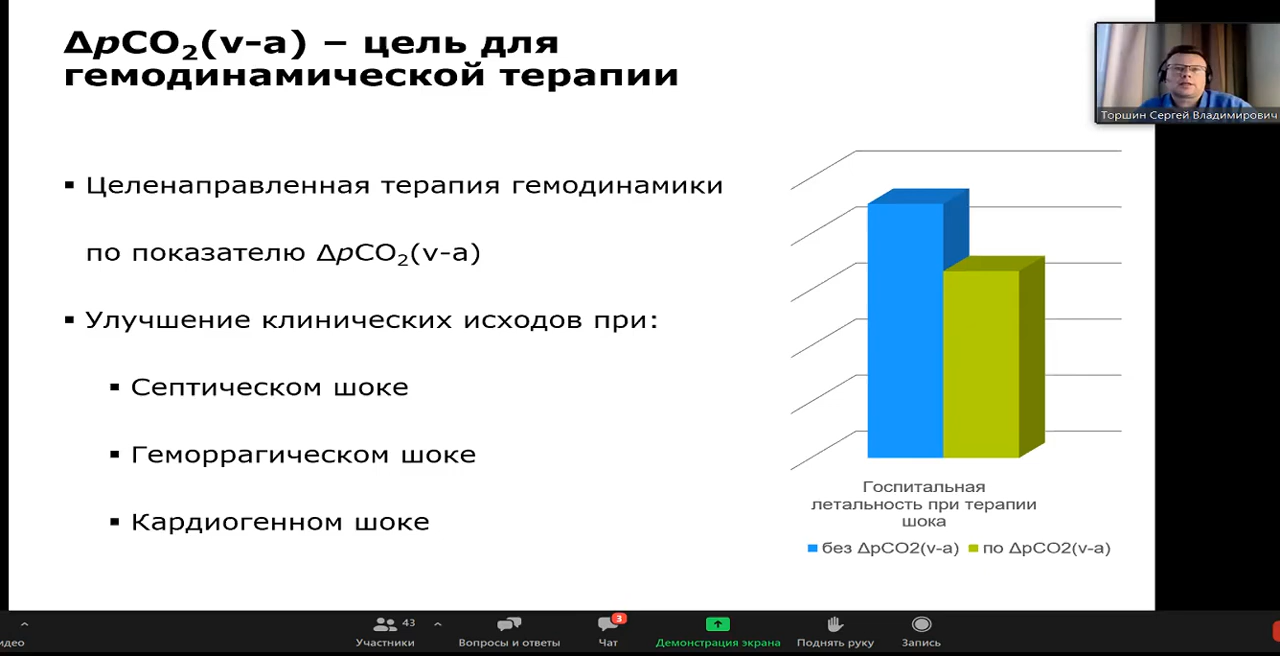 ΔpCO₂(v-a) – цель для
гемодинамической терапии
Торшин Сергей Владимирович
▪ Целенаправленная терапия гемодинамики
по показателю ΔpCO₂(v-a)
▪ Улучшение клинических исходов при:
▪ Септическом шоке
▪ Геморрагическом шоке
▪ Кардиогенном шоке
Госпитальная
летальность при терапии
шока
без ΔpCO2(v-a) по ΔpCO2(v-a)
43
3
идео
Участники
Вопросы и ответы
Чат
Демонстрация экрана
Поднять руку
Запись